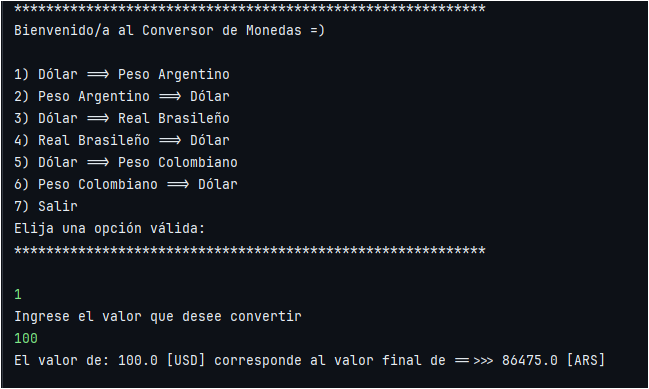 ***********************************************************
Bienvenido/a al Conversor de Monedas =)
1) Dólar ==> Peso Argentino
2) Peso Argentino ==> Dólar
3) Dólar ==> Real Brasileño
4) Real Brasileño ==> Dólar
5) Dólar ==> Peso Colombiano
6) Peso Colombiano ==> Dólar
7) Salir
Elija una opción válida:
***********************************************************
1
Ingrese el valor que desee convertir
100
El valor de: 100.0 [USD] corresponde al valor final de ==>>> 86475.0 [ARS]